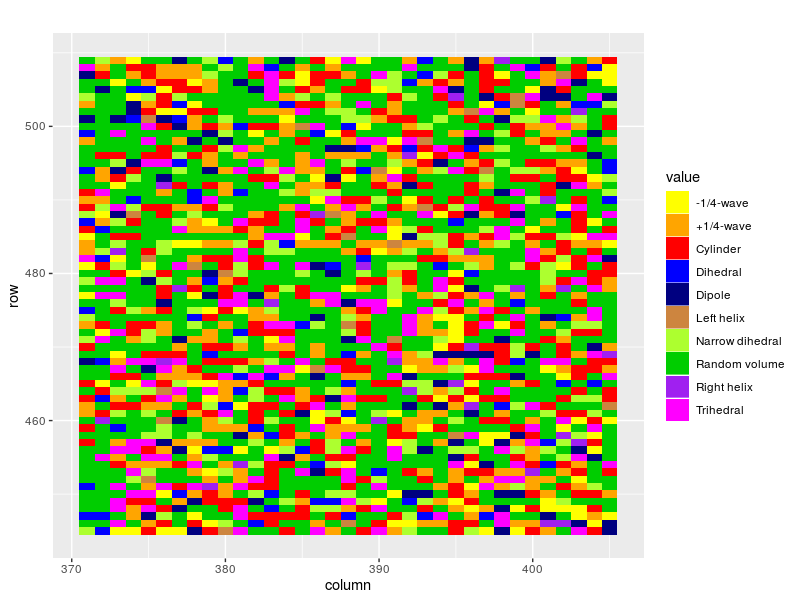 500
480
460
370
380
390
400
column
row
value
-1/4-wave
+1/4-wave
Cylinder
Dihedral
Dipole
Left helix
Narrow dihedral
Random volume
Right helix
Trihedral